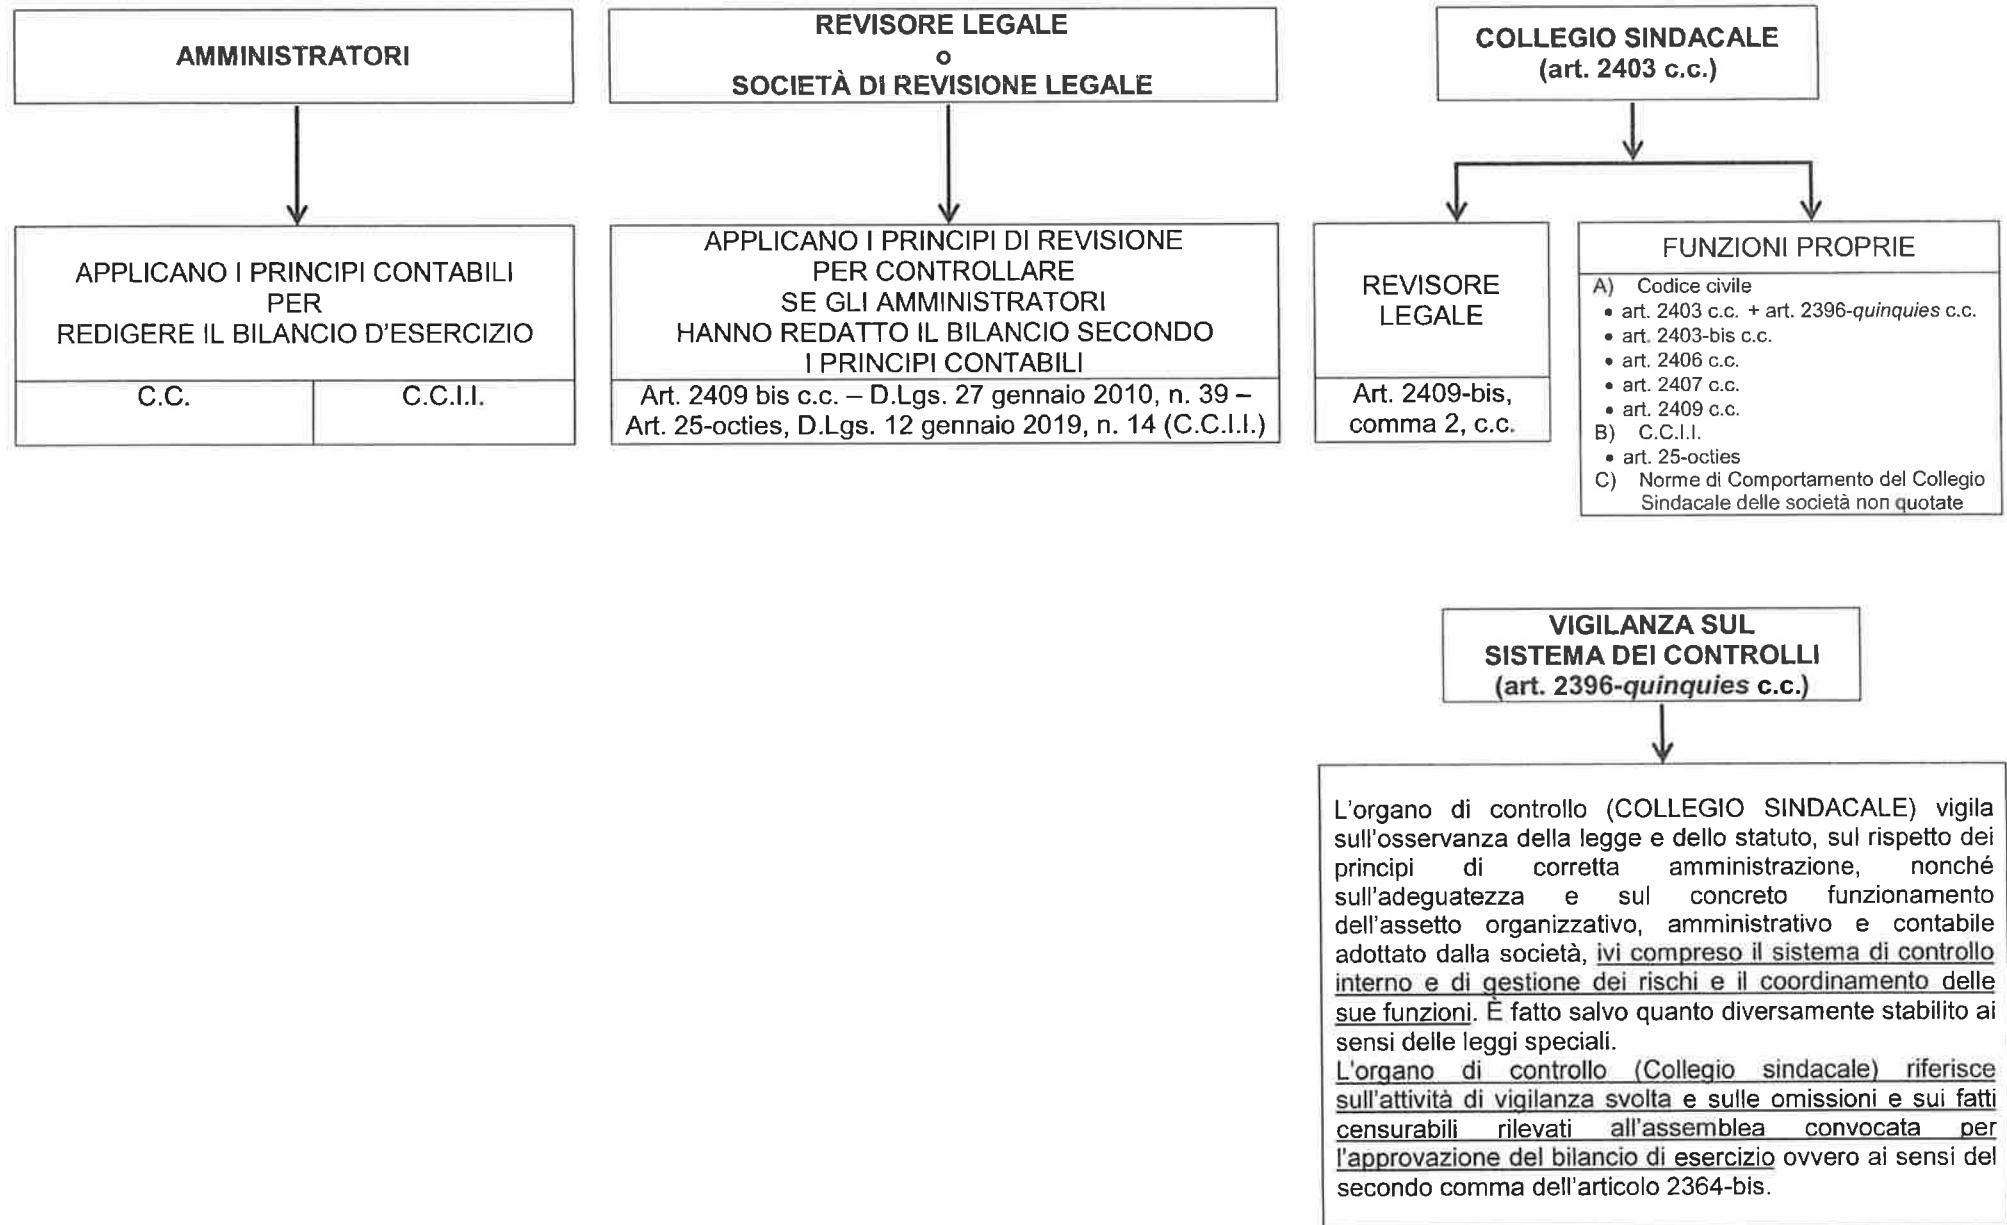 AMMINISTRATORI
APPLICANO I PRINCIPI CONTABILI
PER
REDIGERE IL BILANCIO D'ESERCIZIO
C.C.
C.C.I.I.
REVISORE LEGALE
o
SOCIETÀ DI REVISIONE LEGALE
APPLICANO I PRINCIPI DI REVISIONE
PER CONTROLLARE
SE GLI AMMINISTRATORI
HANNO REDATTO IL BILANCIO SECONDO
I PRINCIPI CONTABILI
Art. 2409 bis c.c. – D.Lgs. 27 gennaio 2010, n. 39 –
Art. 25-octies, D.Lgs. 12 gennaio 2019, n. 14 (C.C.I.I.)
COLLEGIO SINDACALE
(art. 2403 c.c.)
REVISORE
LEGALE
Art. 2409-bis,
comma 2, c.c.
FUNZIONI PROPRIE
A) Codice civile
• art. 2403 c.c. + art. 2396-quinquies c.c.
• art. 2403-bis c.c.
• art. 2406 c.c.
• art. 2407 c.c.
• art. 2409 c.c.
B) C.C.I.I.
• art. 25-octies
C) Norme di Comportamento del Collegio
Sindacale delle società non quotate
VIGILANZA SUL
SISTEMA DEI CONTROLLI
(art. 2396-quinquies c.c.)
L'organo di controllo (COLLEGIO SINDACALE) vigila
sull'osservanza della legge e dello statuto, sul rispetto dei
principi di corretta amministrazione, nonché
sull'adeguatezza e sul concreto funzionamento
dell'assetto organizzativo, amministrativo e contabile
adottato dalla società, ivi compreso il sistema di controllo
interno e di gestione dei rischi e il coordinamento delle
sue funzioni. È fatto salvo quanto diversamente stabilito ai
sensi delle leggi speciali.
L'organo di controllo (Collegio sindacale) riferisce
sull'attività di vigilanza svolta e sulle omissioni e sui fatti
censurabili rilevati all'assemblea convocata per
l'approvazione del bilancio di esercizio ovvero ai sensi del
secondo comma dell'articolo 2364-bis.